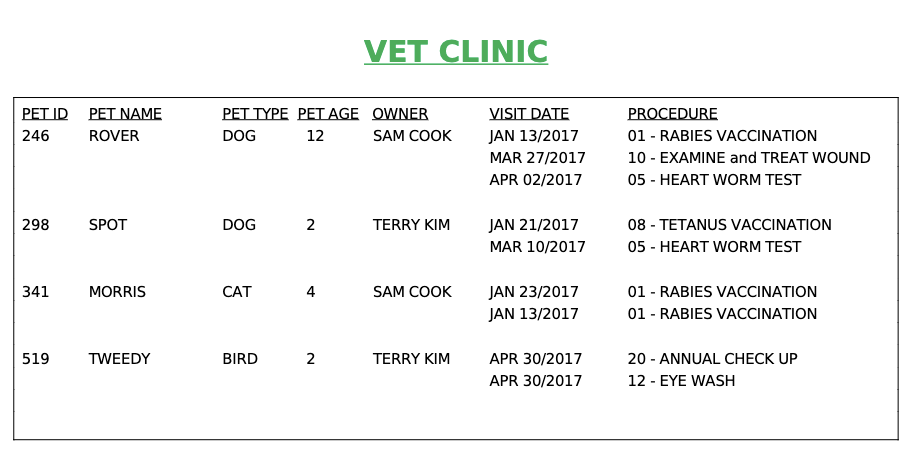 VET CLINIC
PET ID PET NAME PET TYPE PET AGE OWNER VISIT DATE PROCEDURE
246 ROVER DOG 12 SAM COOK JAN 13/2017 01 - RABIES VACCINATION
MAR 27/2017 10 - EXAMINE and TREAT WOUND
APR 02/2017 05 - HEART WORM TEST
298 SPOT DOG 2 TERRY KIM JAN 21/2017 08 - TETANUS VACCINATION
MAR 10/2017 05 - HEART WORM TEST
341 MORRIS CAT 4 SAM COOK JAN 23/2017 01 - RABIES VACCINATION
JAN 13/2017 01 - RABIES VACCINATION
519 TWEEDY BIRD 2 TERRY KIM APR 30/2017 20 - ANNUAL CHECK UP
APR 30/2017 12 - EYE WASH